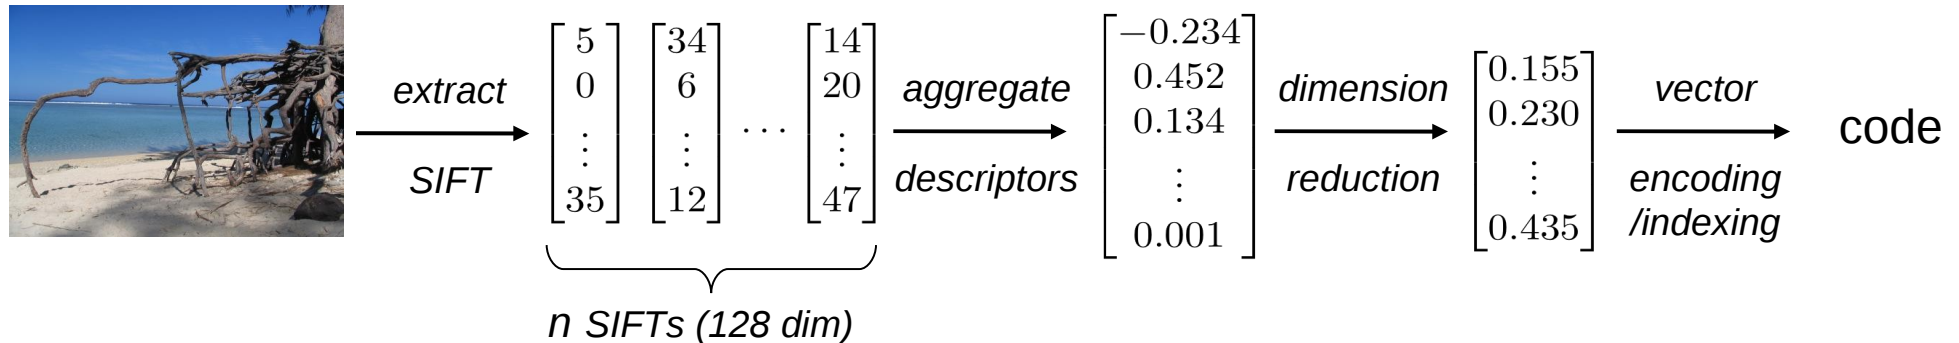 extract
SIFT
5 34 14
0 6 ⋯ 20
⋮ ⋮ ⋮
35 12 47
n SIFTs (128 dim)
aggregate
descriptors
−0.234
0.452
0.134
⋮
0.001
dimension
reduction
0.155
0.230
⋮
0.435
vector
encoding
/indexing
code